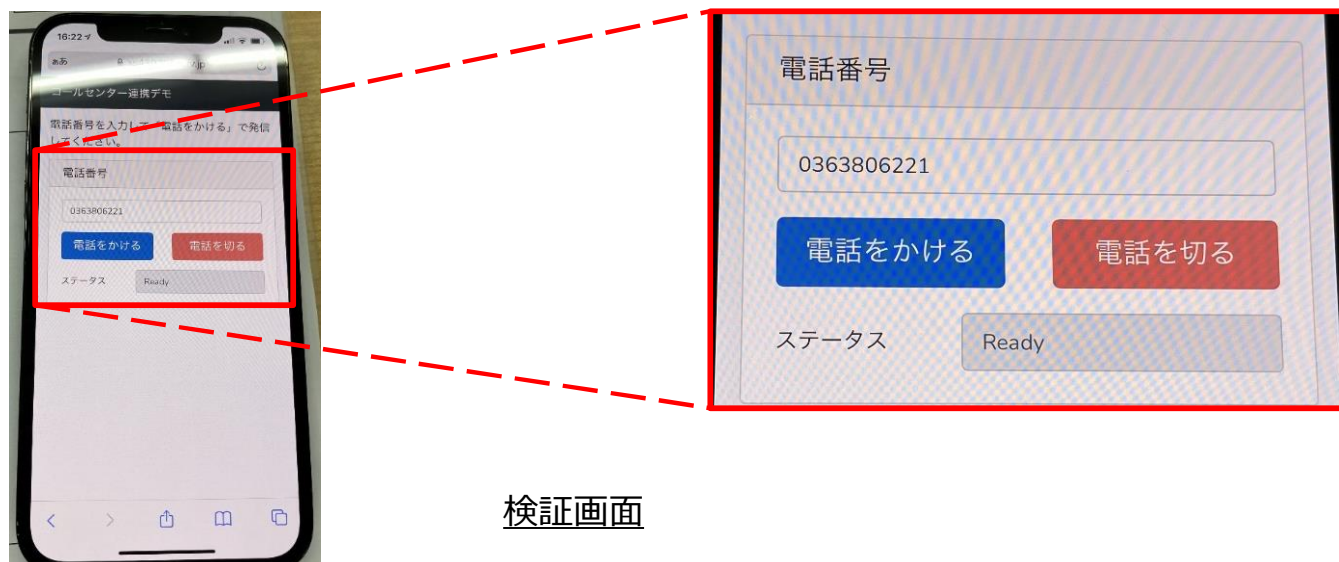 16:22
ああ
コールセンター連携デモ
電話番号を入力して「電話をかける」で発信
してください。
電話番号
0363806221
電話をかける 電話を切る
ステータス Ready
電話番号
0363806221
電話をかける 電話を切る
ステータス Ready
検証画面